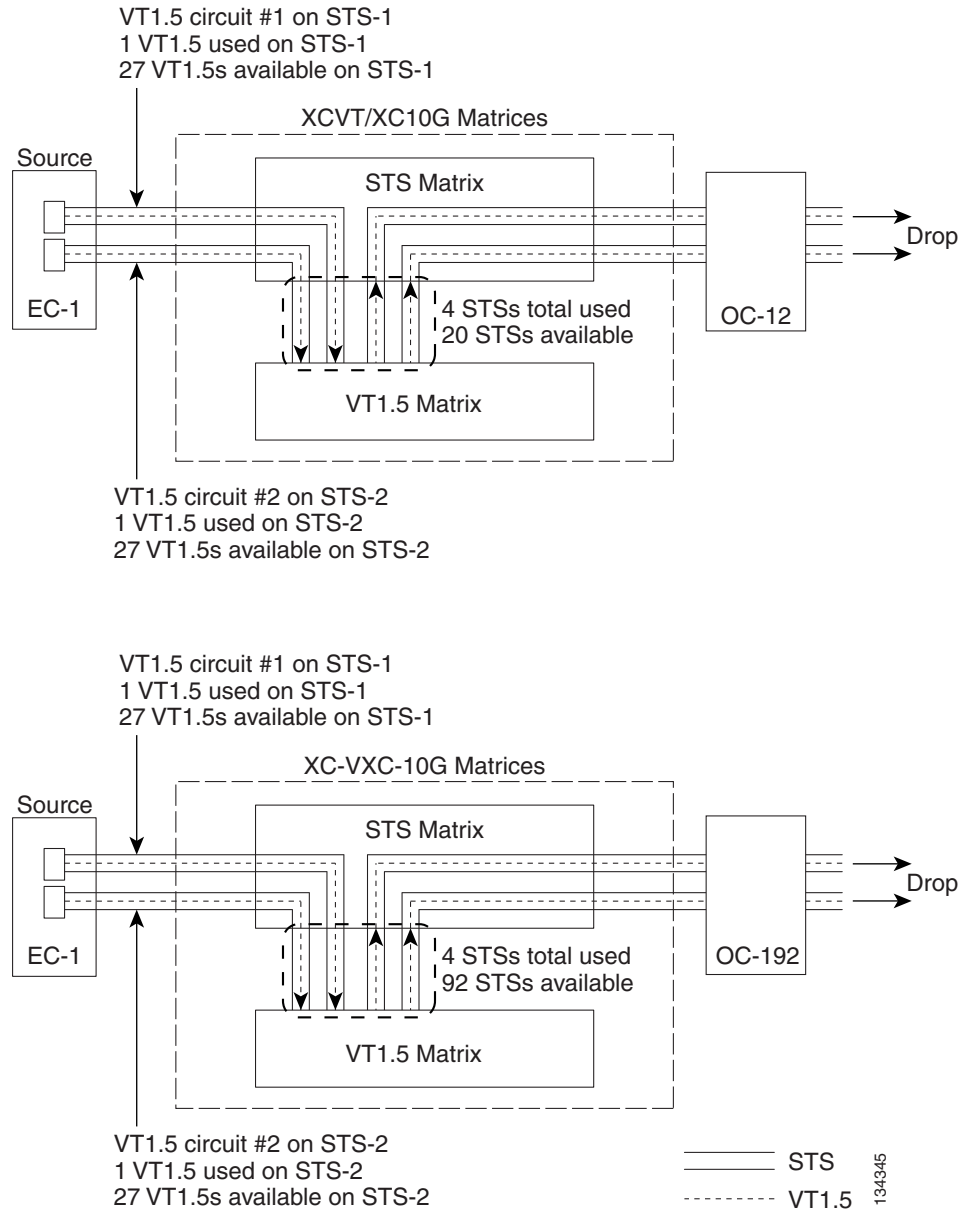 VT1.5 circuit #1 on STS-1
1 VT1.5 used on STS-1
27 VT1.5s available on STS-1
XCVT/XC10G Matrices
Source
STS Matrix
Drop
EC-1
4 STSs total used
20 STSs available
OC-12
VT1.5 Matrix
VT1.5 circuit #2 on STS-2
1 VT1.5 used on STS-2
27 VT1.5s available on STS-2
VT1.5 circuit #1 on STS-1
1 VT1.5 used on STS-1
27 VT1.5s available on STS-1
XC-VXC-10G Matrices
Source
STS Matrix
Drop
EC-1
4 STSs total used
92 STSs available
OC-192
VT1.5 Matrix
VT1.5 circuit #2 on STS-2
1 VT1.5 used on STS-2
27 VT1.5s available on STS-2
STS
VT1.5
134345